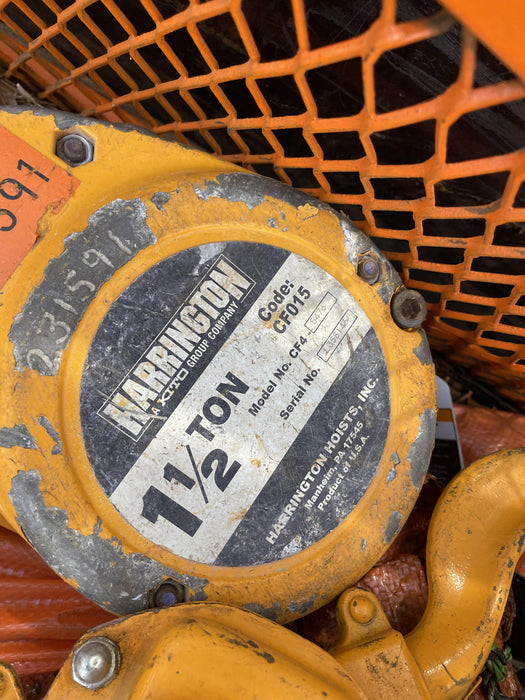 591
231591
HARRINGTON
A KITO GROUP COMPANY
1 1/2 TON
Code:
CF015
Model No. CF4
Serial No.
HARRINGTON HOISTS, INC.
Manheim, PA 17545
Product of U.S.A.